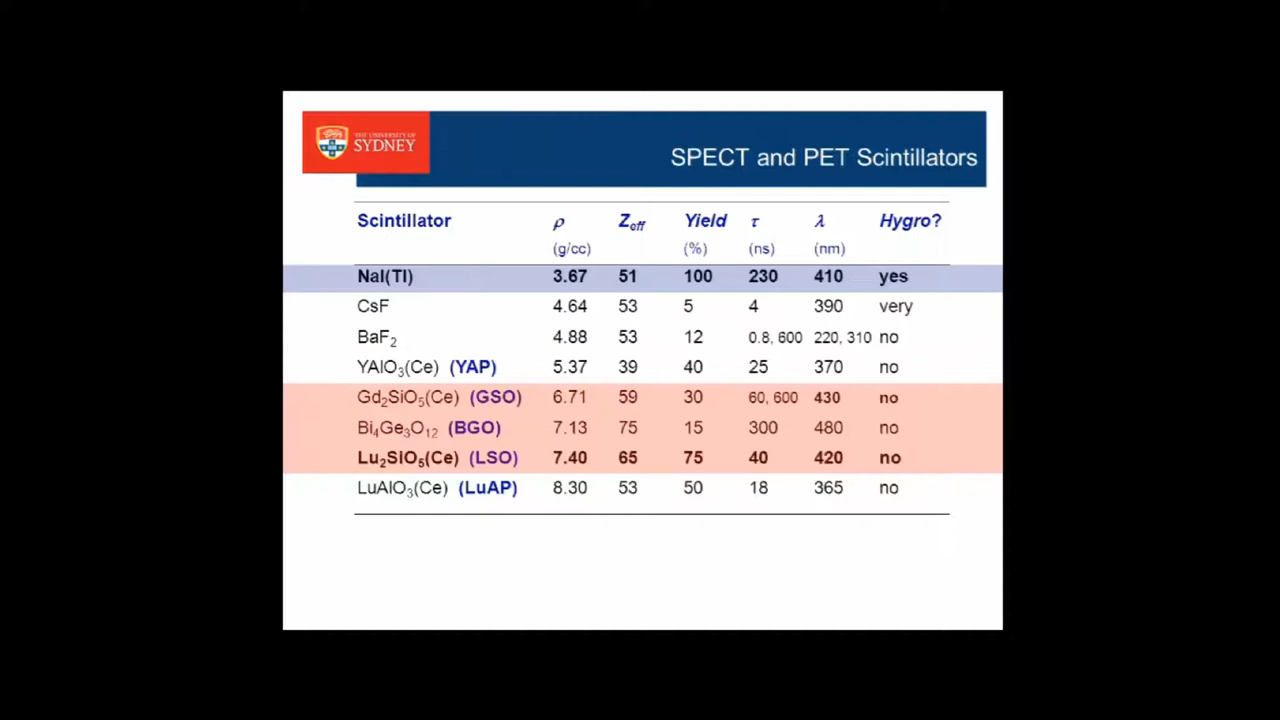 THE UNIVERSITY OF
SYDNEY
SPECT and PET Scintillators
Scintillator ρ Z_eff Yield τ λ Hygro?
(g/cc) (%) (ns) (nm)
NaI(Tl) 3.67 51 100 230 410 yes
CsF 4.64 53 5 4 390 very
BaF₂ 4.88 53 12 0.8, 600 220, 310 no
YAlO₃(Ce) (YAP) 5.37 39 40 25 370 no
Gd₂SiO₅(Ce) (GSO) 6.71 59 30 60, 600 430 no
Bi₄Ge₃O₁₂ (BGO) 7.13 75 15 300 480 no
Lu₂SiO₅(Ce) (LSO) 7.40 65 75 40 420 no
LuAlO₃(Ce) (LuAP) 8.30 53 50 18 365 no